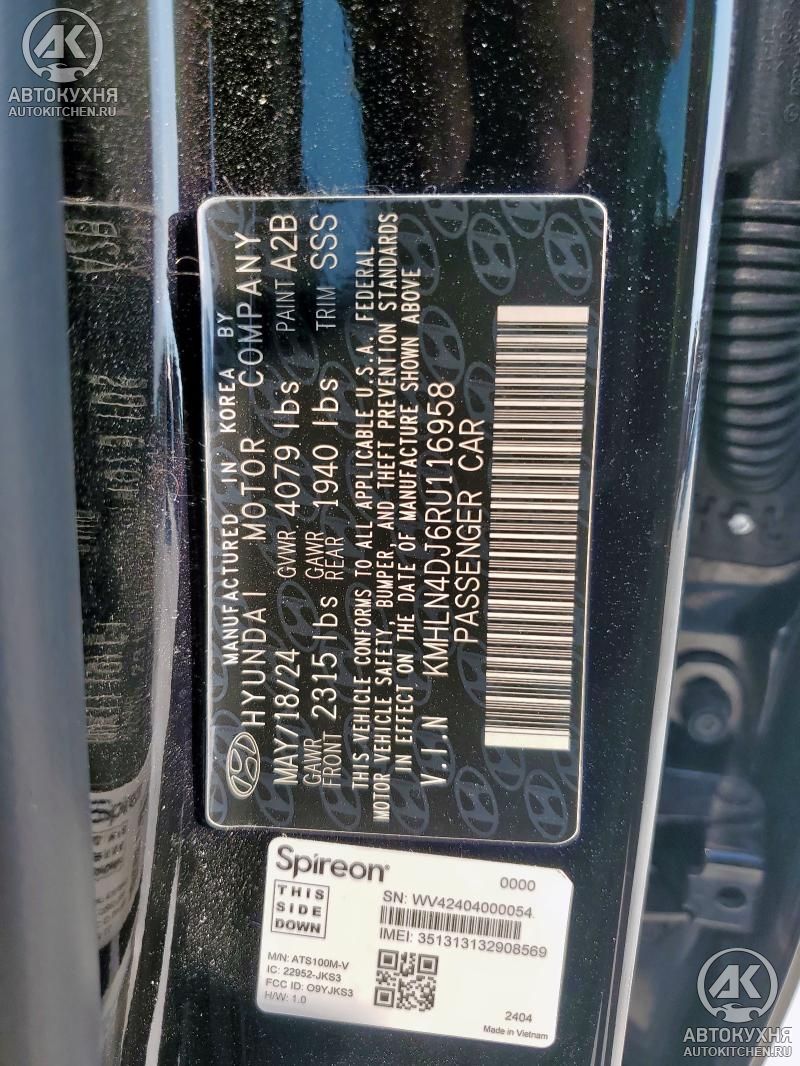 AK
АВТОКУХНЯ
AUTOKITCHEN.RU
MANUFACTURED IN KOREA BY
HYUNDAI MOTOR COMPANY
MAY/18/24 GVWR 4079 lbs PAINT A2B
GAWR FRONT 2315 lbs GAWR REAR 1940 lbs TRIM SSS
THIS VEHICLE CONFORMS TO ALL APPLICABLE U.S.A. FEDERAL
MOTOR VEHICLE SAFETY, BUMPER, AND THEFT PREVENTION STANDARDS
IN EFFECT ON THE DATE OF MANUFACTURE SHOWN ABOVE
V.I.N KMHLN4DJ6RU116958
PASSENGER CAR
Spireon® 0000
THIS
SIDE
DOWN
SN: WV42404000054
IMEI: 351313132908569
M/N: ATS100M-V
IC: 22952-JKS3
FCC ID: O9YJKS3
H/W: 1.0
2404
Made in Vietnam
AK
АВТОКУХНЯ
AUTOKITCHEN.RU